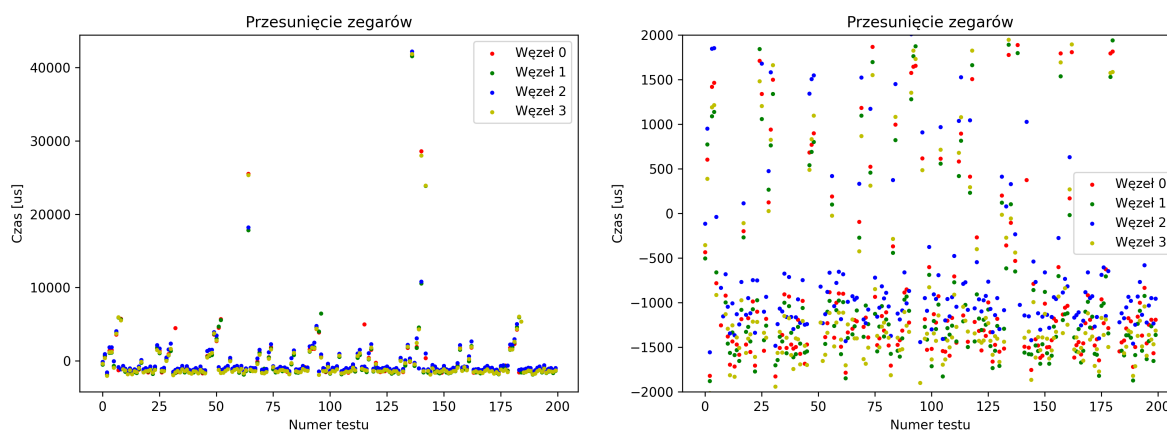 Przesunięcie zegarów
Czas [us]
40000
30000
20000
10000
0
Węzeł 0
Węzeł 1
Węzeł 2
Węzeł 3
0
25
50
75
100
125
150
175
200
Numer testu
Przesunięcie zegarów
Czas [us]
2000
1500
1000
500
0
−500
−1000
−1500
−2000
Węzeł 0
Węzeł 1
Węzeł 2
Węzeł 3
0
25
50
75
100
125
150
175
200
Numer testu